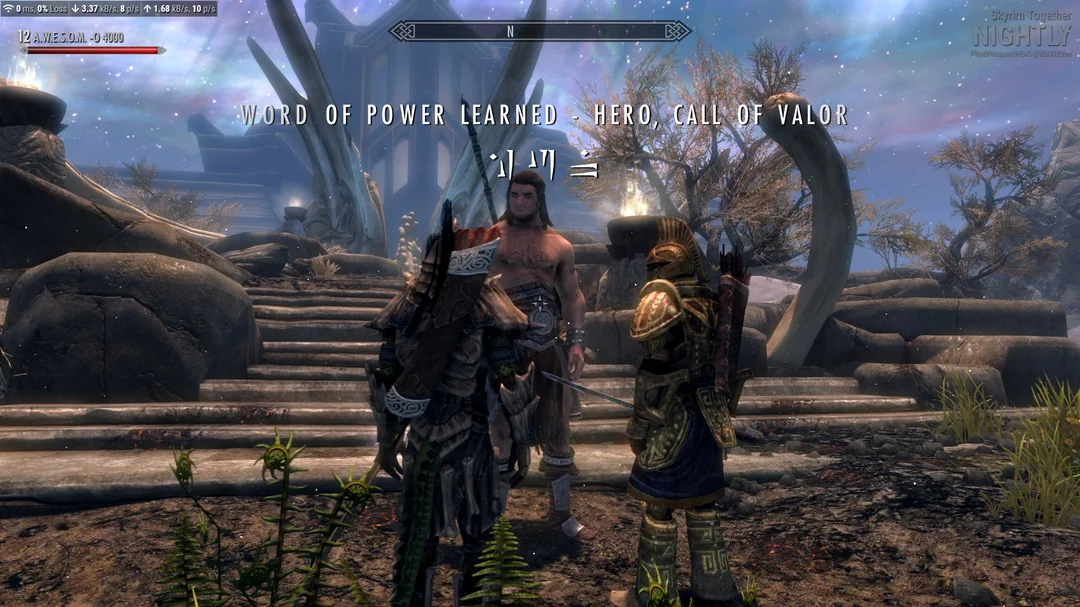 0 ms, 0% Loss 3.37 kB/s, 8 p/s 1.68 kB/s, 10 p/s
12 A.W.E.S.O.M. -O 4000
N
Skyrim Together
NIGHTLY
WORD OF POWER LEARNED - HERO, CALL OF VALOR